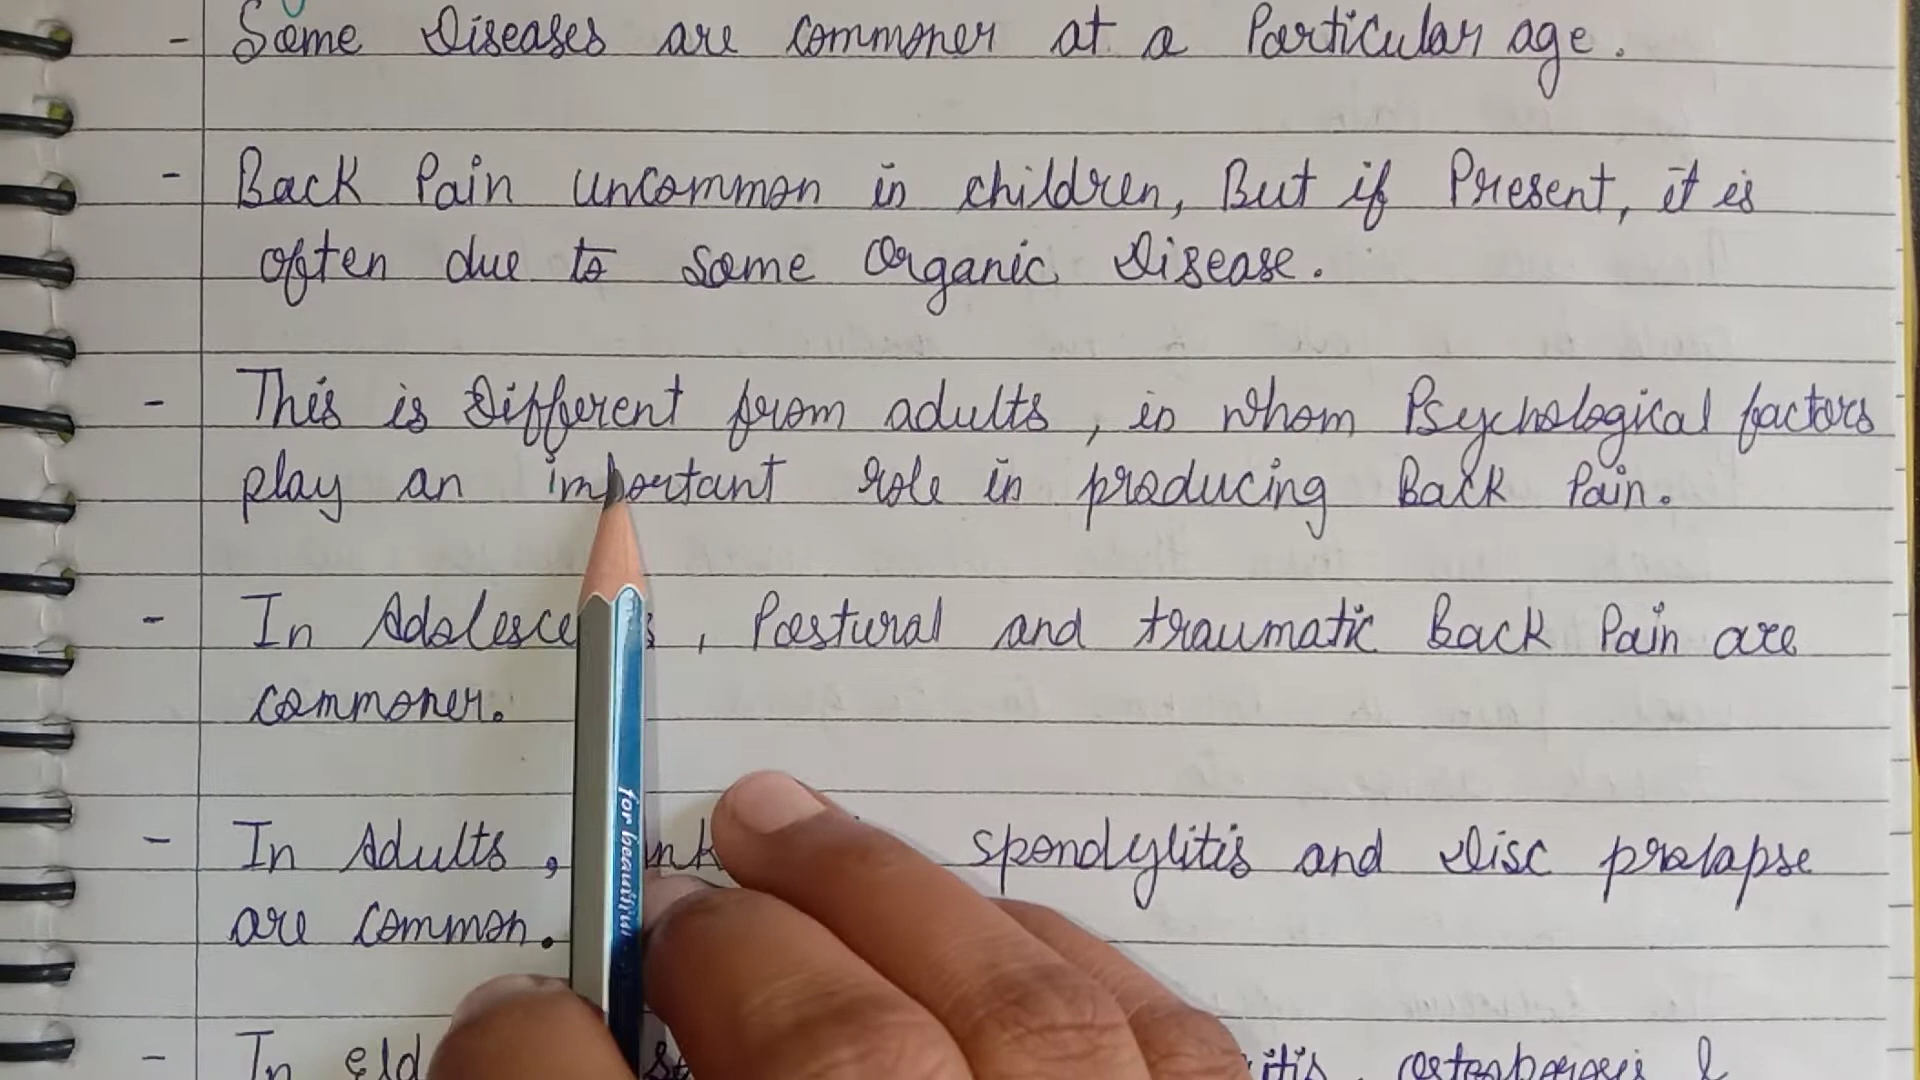 - Some Diseases are commoner at a Particular age.
- Back Pain uncommon in children, But if Present, it is
often due to some Organic Disease.
- This is Different from adults, in whom Psychological factors
play an important role in producing Back Pain.
- In Adolescents, Postural and traumatic Back Pain are
commoner.
- In Adults, spondylitis and Disc prolapse
are common.
- In
for beautiful